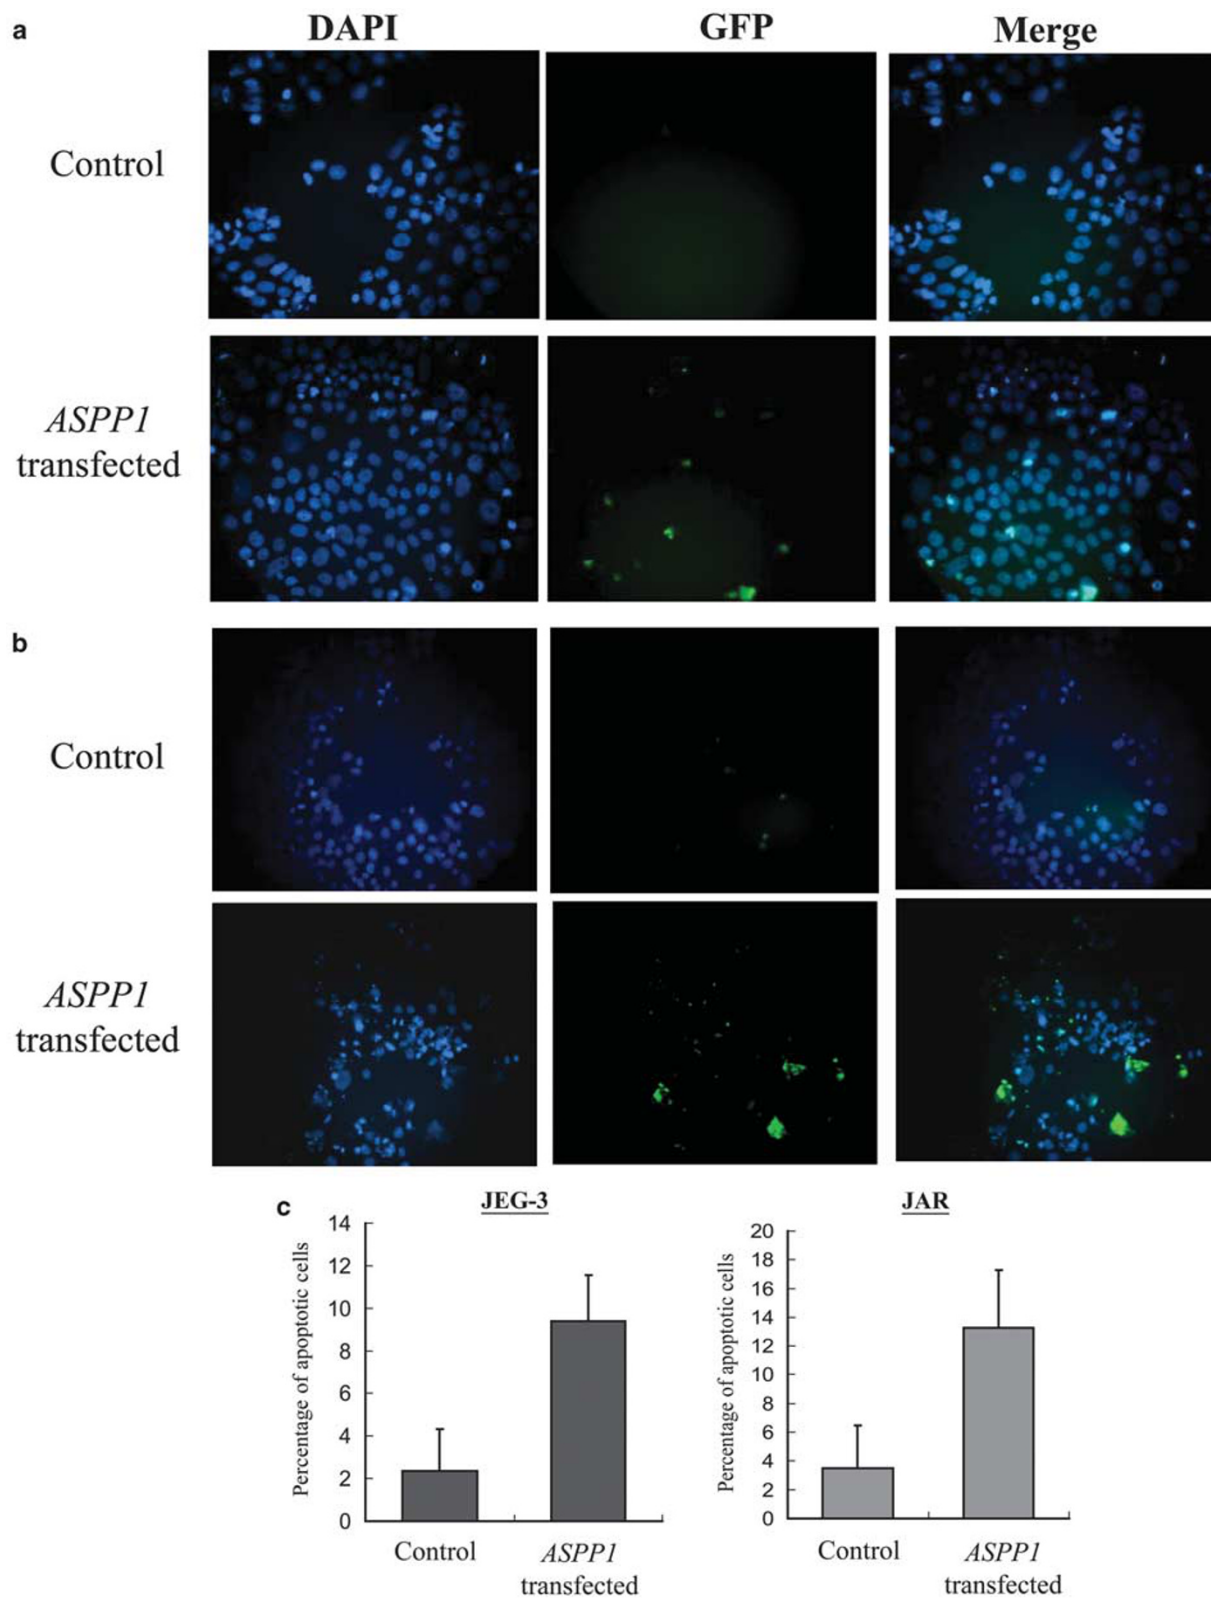 a
DAPI GFP Merge
Control
ASPP1
transfected
b
Control
ASPP1
transfected
c
JEG-3
Percentage of apoptotic cells
14
12
10
8
6
4
2
0
Control
ASPP1
transfected
JAR
Percentage of apoptotic cells
20
18
16
14
12
10
8
6
4
2
0
Control
ASPP1
transfected